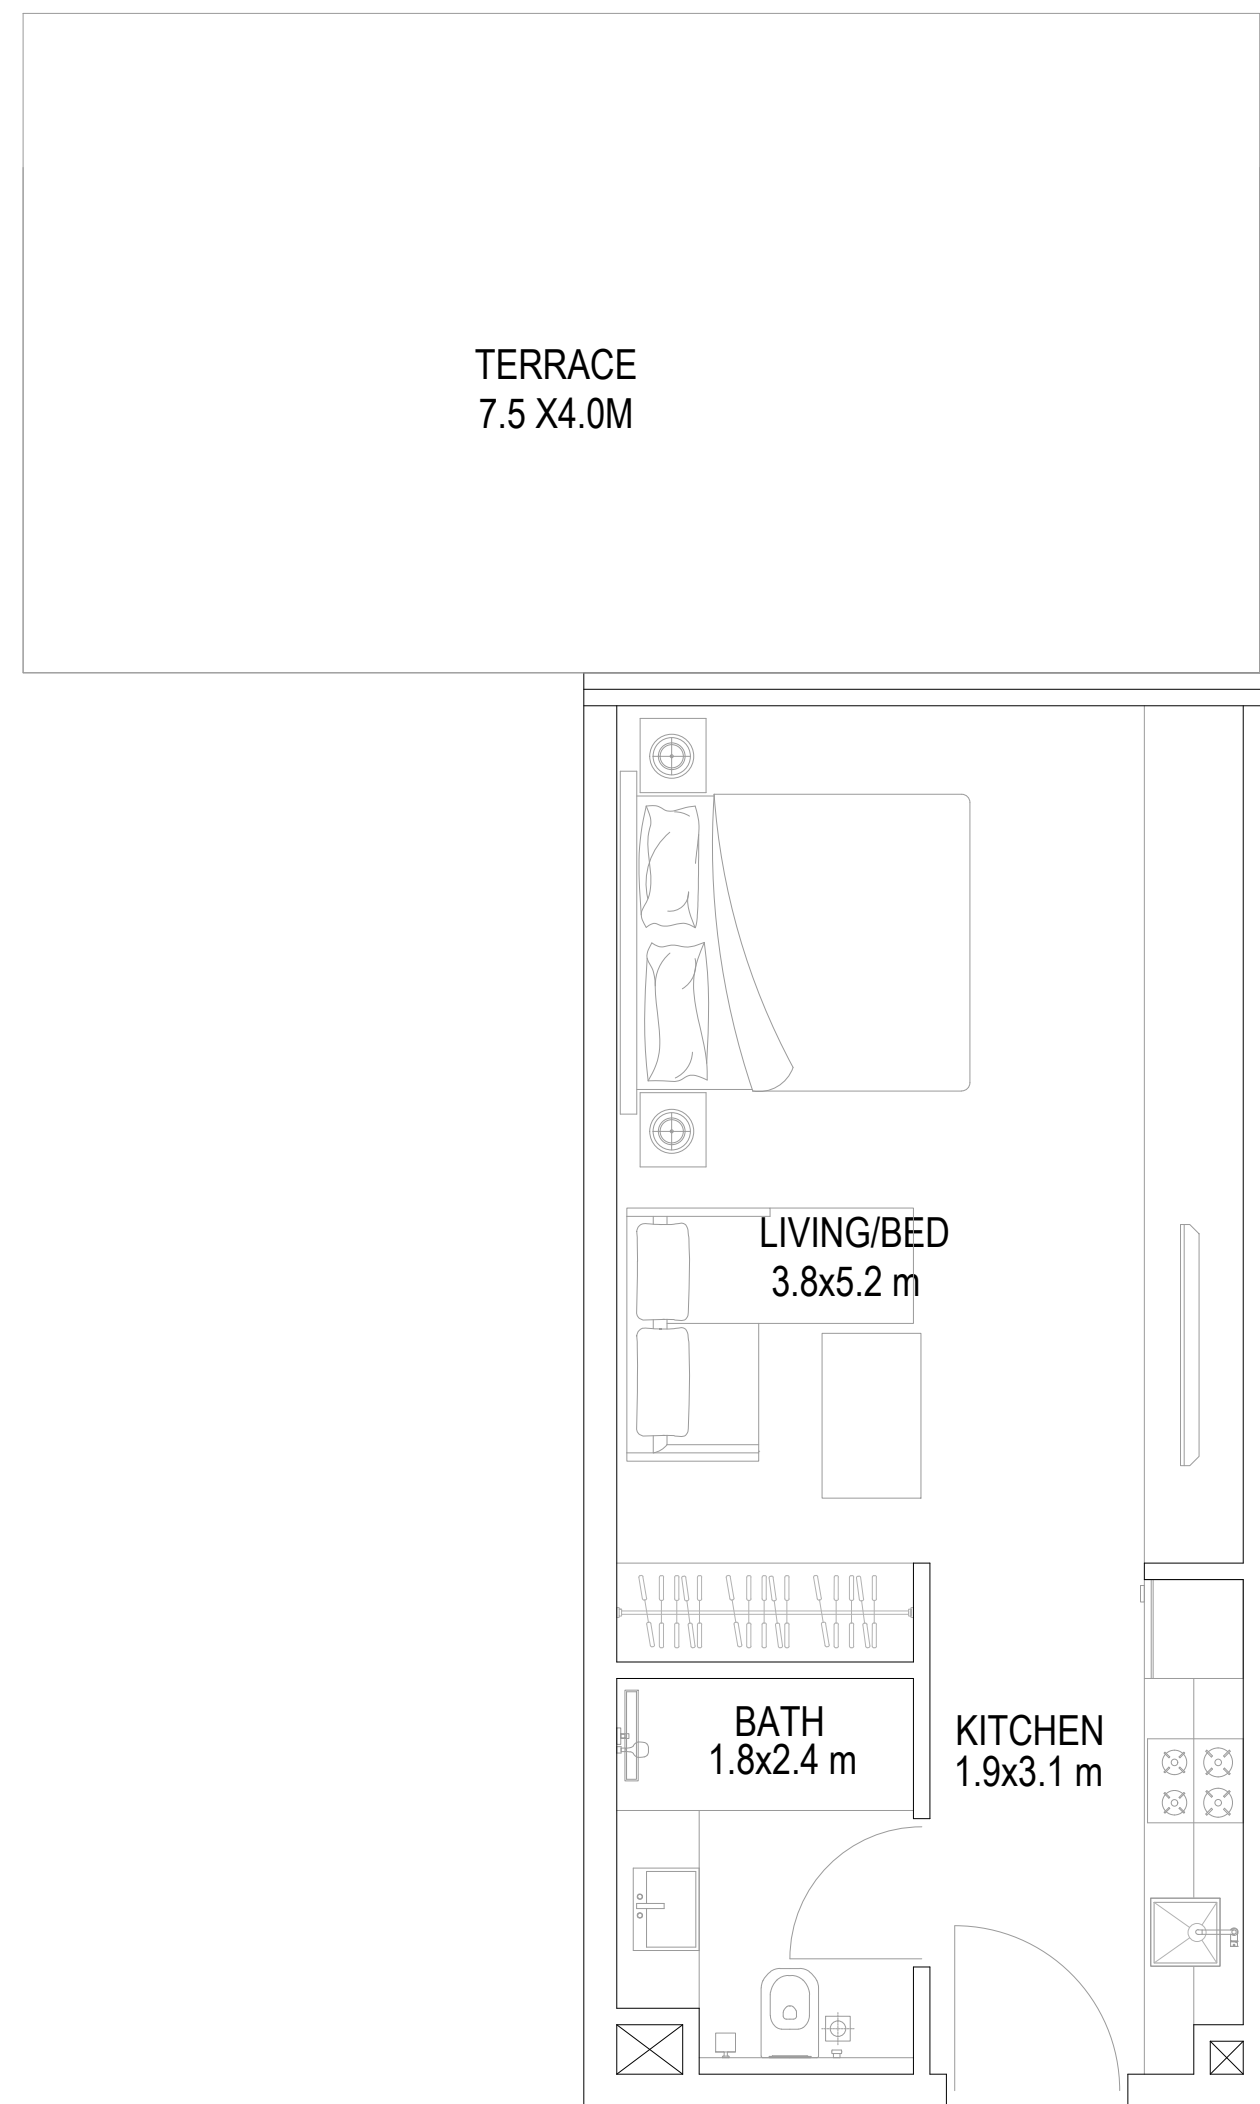 TERRACE
7.5 X4.0M
LIVING/BED
3.8x5.2 m
BATH
1.8x2.4 m
KITCHEN
1.9x3.1 m